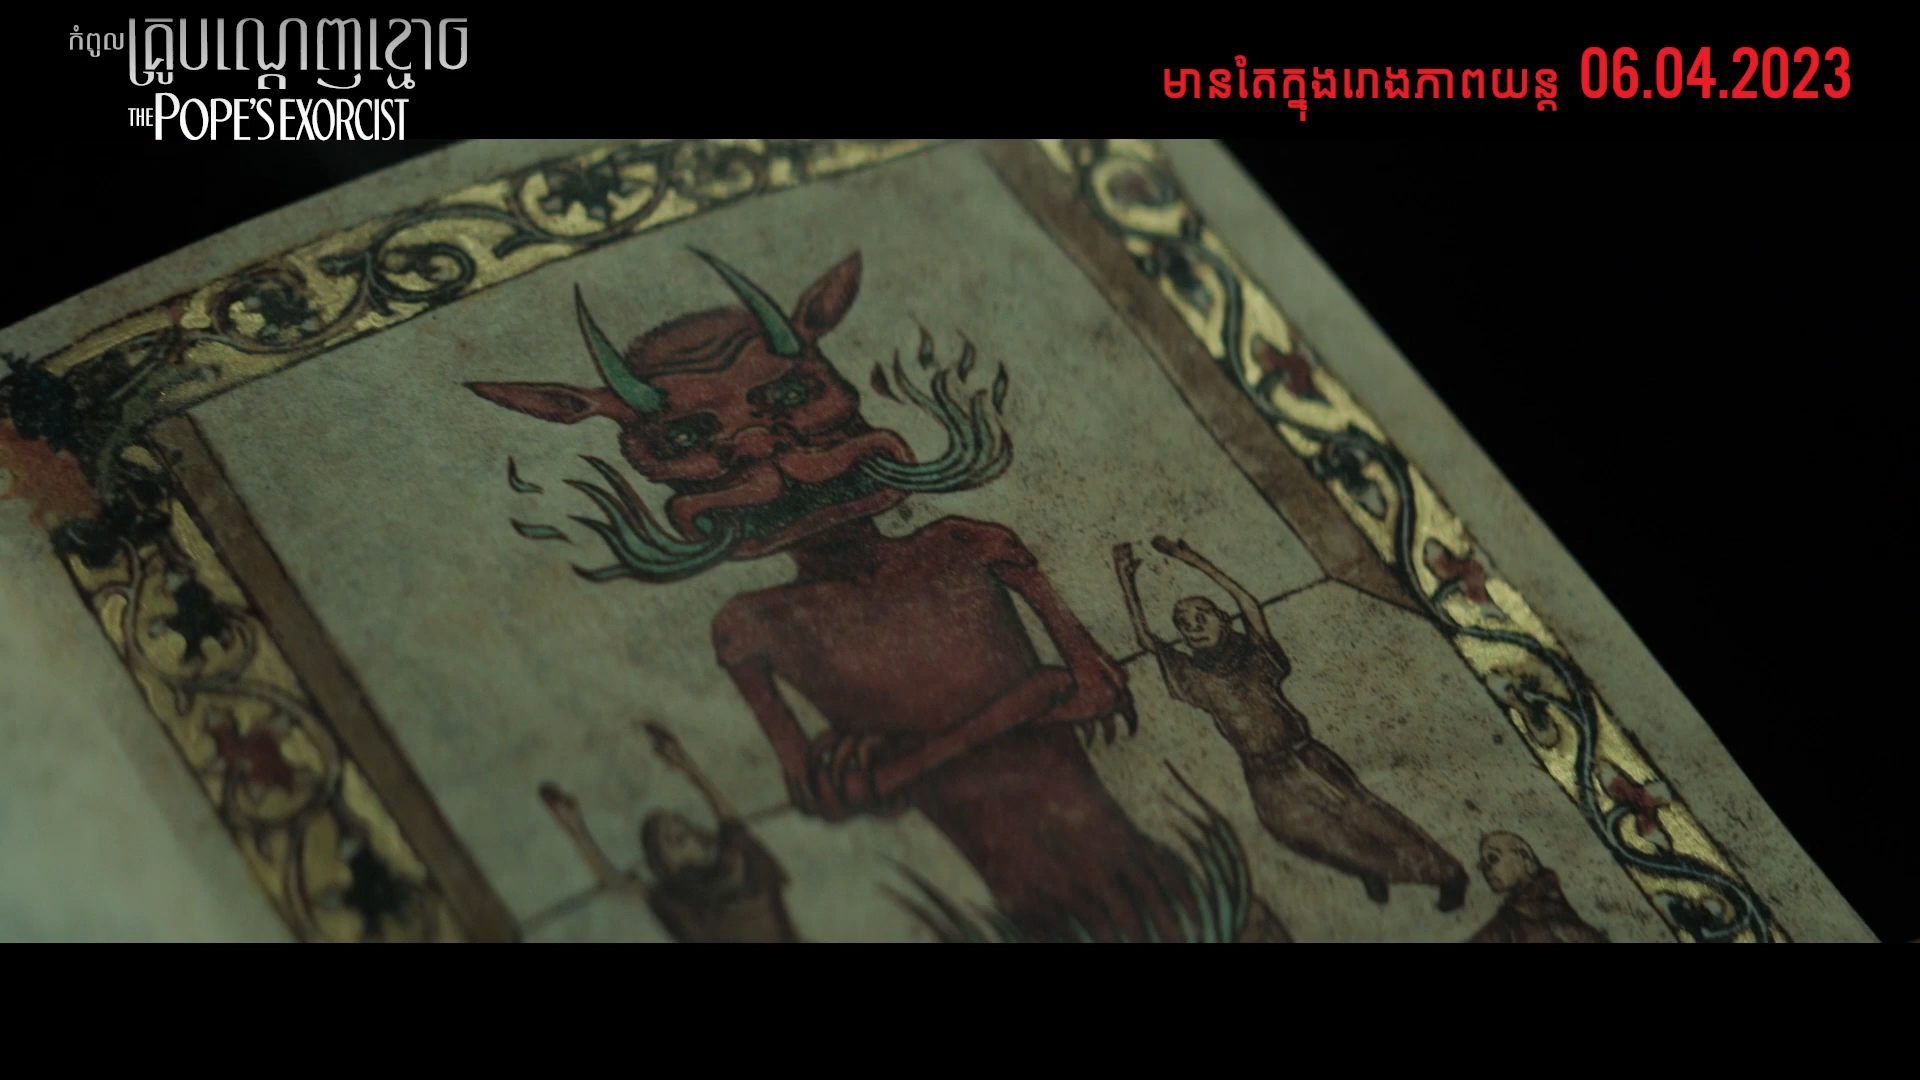 កំពូល
គ្រូបណ្តេញខ្មោច
THE POPE'S EXORCIST
មានតែក្នុងរោងភាពយន្ត 06.04.2023